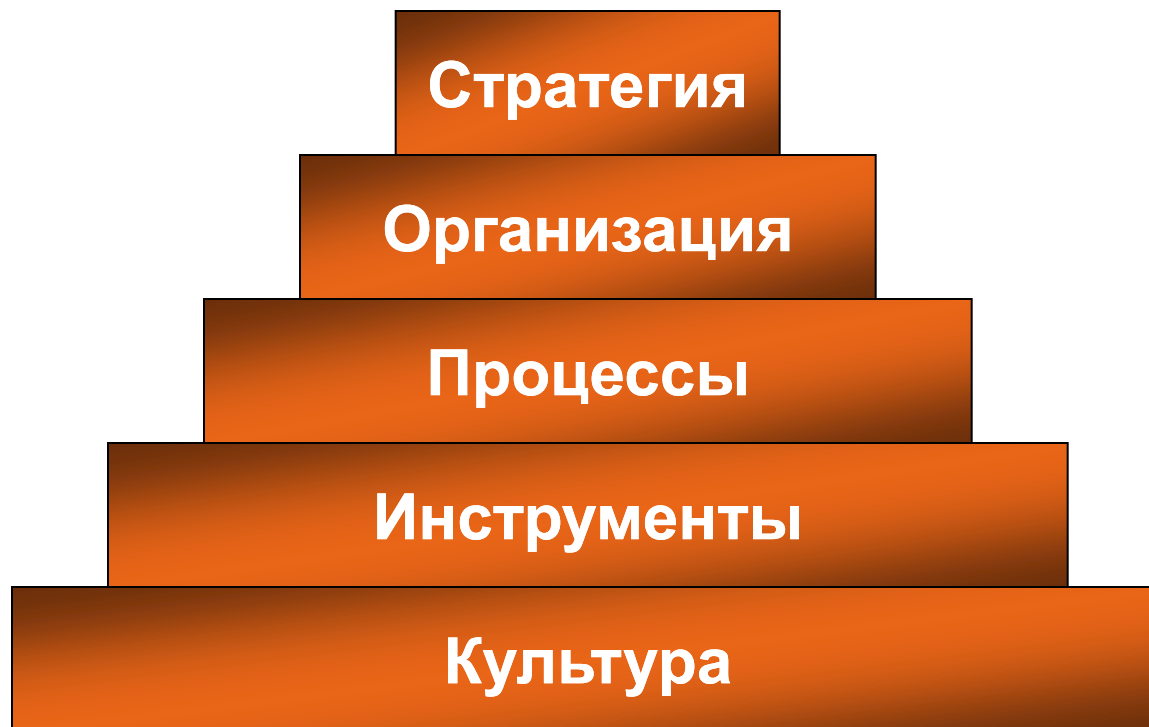 Стратегия
Организация
Процессы
Инструменты
Культура